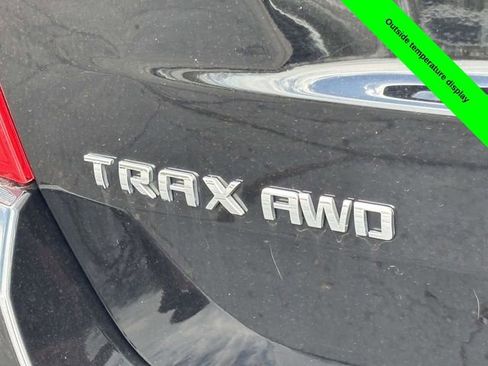 Outside temperature display
TRAX AWD